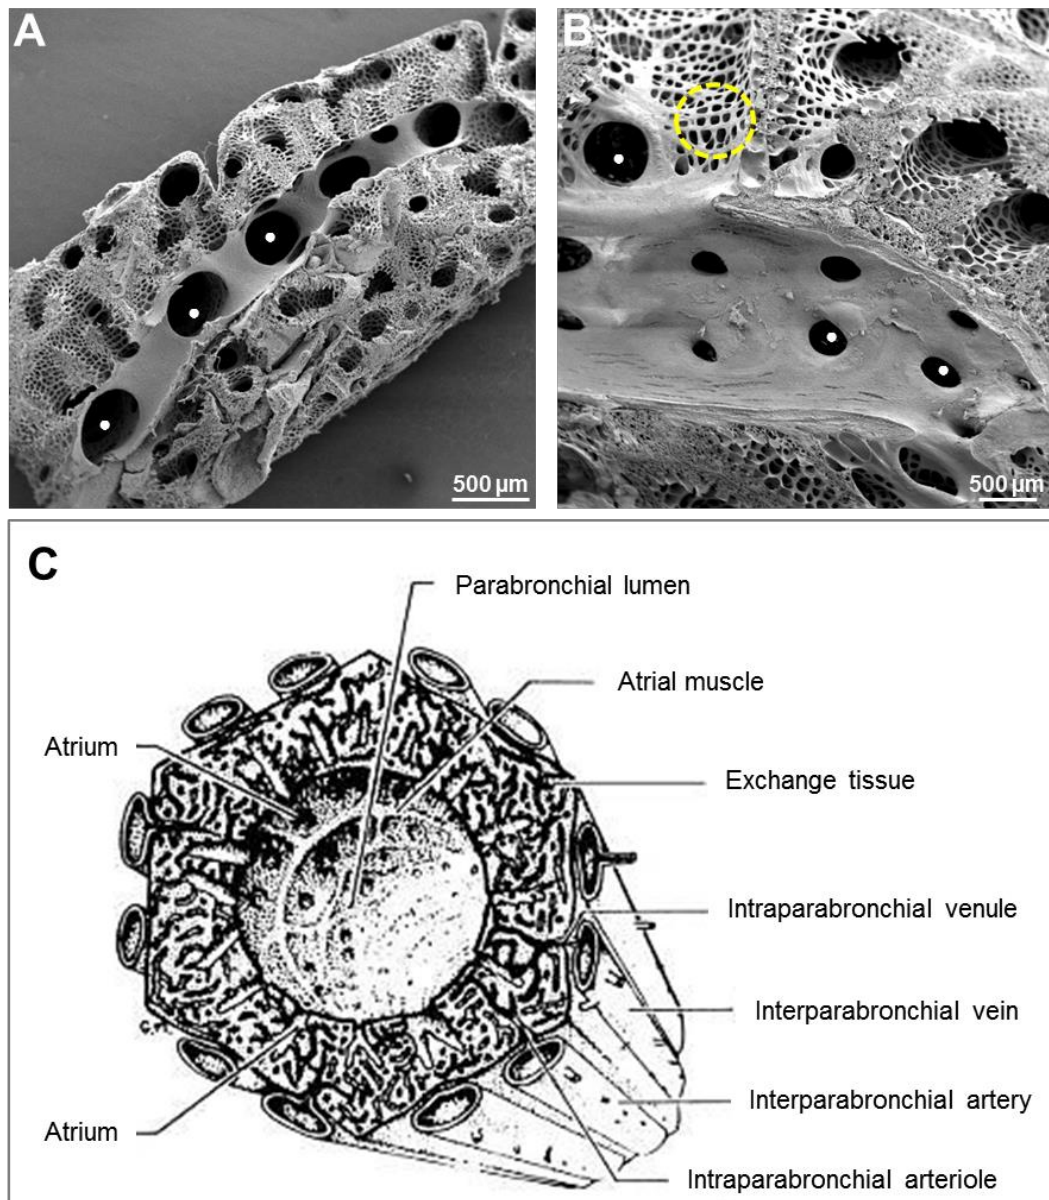 A
B
500 µm
500 µm
C
Parabronchial lumen
Atrial muscle
Atrium
Exchange tissue
Intraparabronchial venule
Interparabronchial vein
Interparabronchial artery
Atrium
Intraparabronchial arteriole